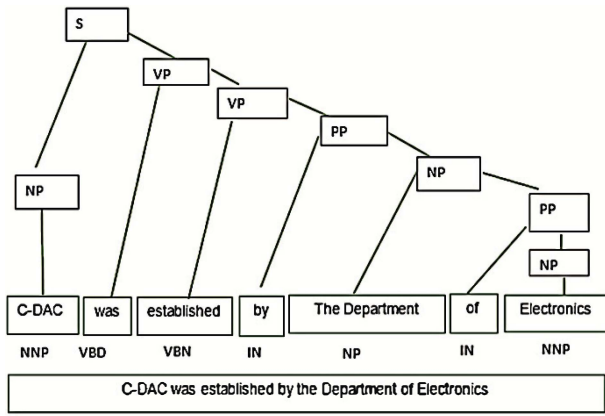 S
VP
VP
PP
NP
NP
PP
NP
C-DAC was established by The Department of Electronics
NNP VBD VBN IN NP IN NNP
C-DAC was established by the Department of Electronics